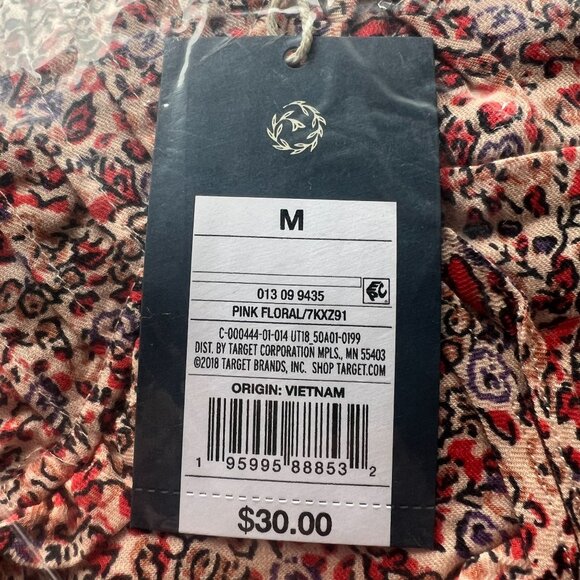 M
013 09 9435
PINK FLORAL/7KXZ91
C-000444-01-014 UT18_50A01-0199
DIST. BY TARGET CORPORATION MPLS., MN 55403
©2018 TARGET BRANDS, INC. SHOP TARGET.COM
ORIGIN: VIETNAM
1 95995 88853 2
$30.00